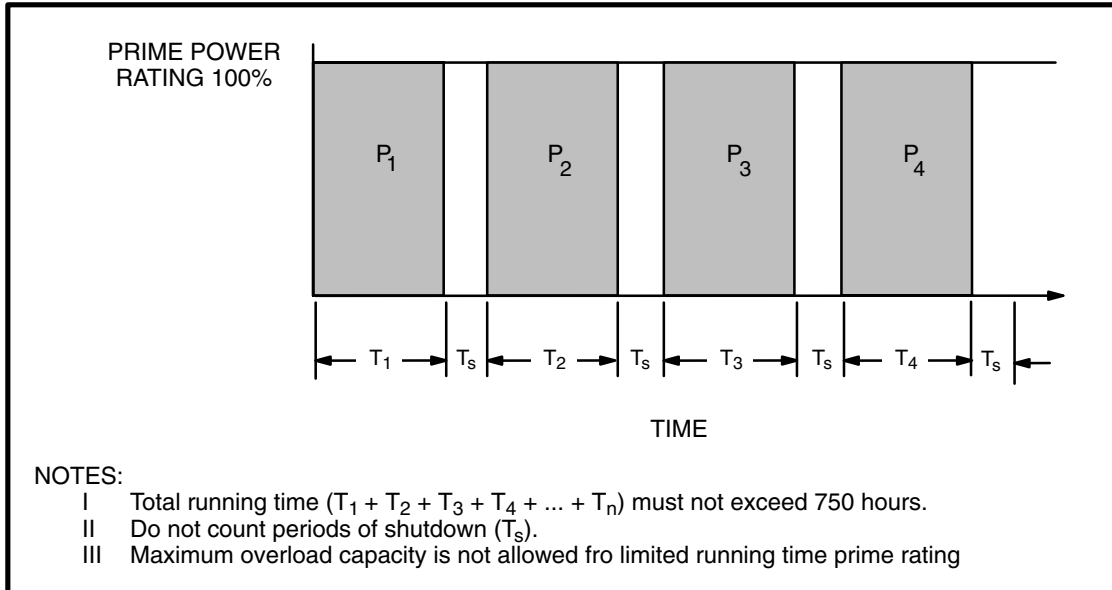 PRIME POWER
RATING 100%
P1 P2 P3 P4
T1 Ts T2 Ts T3 Ts T4 Ts
TIME
NOTES:
I Total running time (T1 + T2 + T3 + T4 + ... + Tn) must not exceed 750 hours.
II Do not count periods of shutdown (Ts).
III Maximum overload capacity is not allowed fro limited running time prime rating